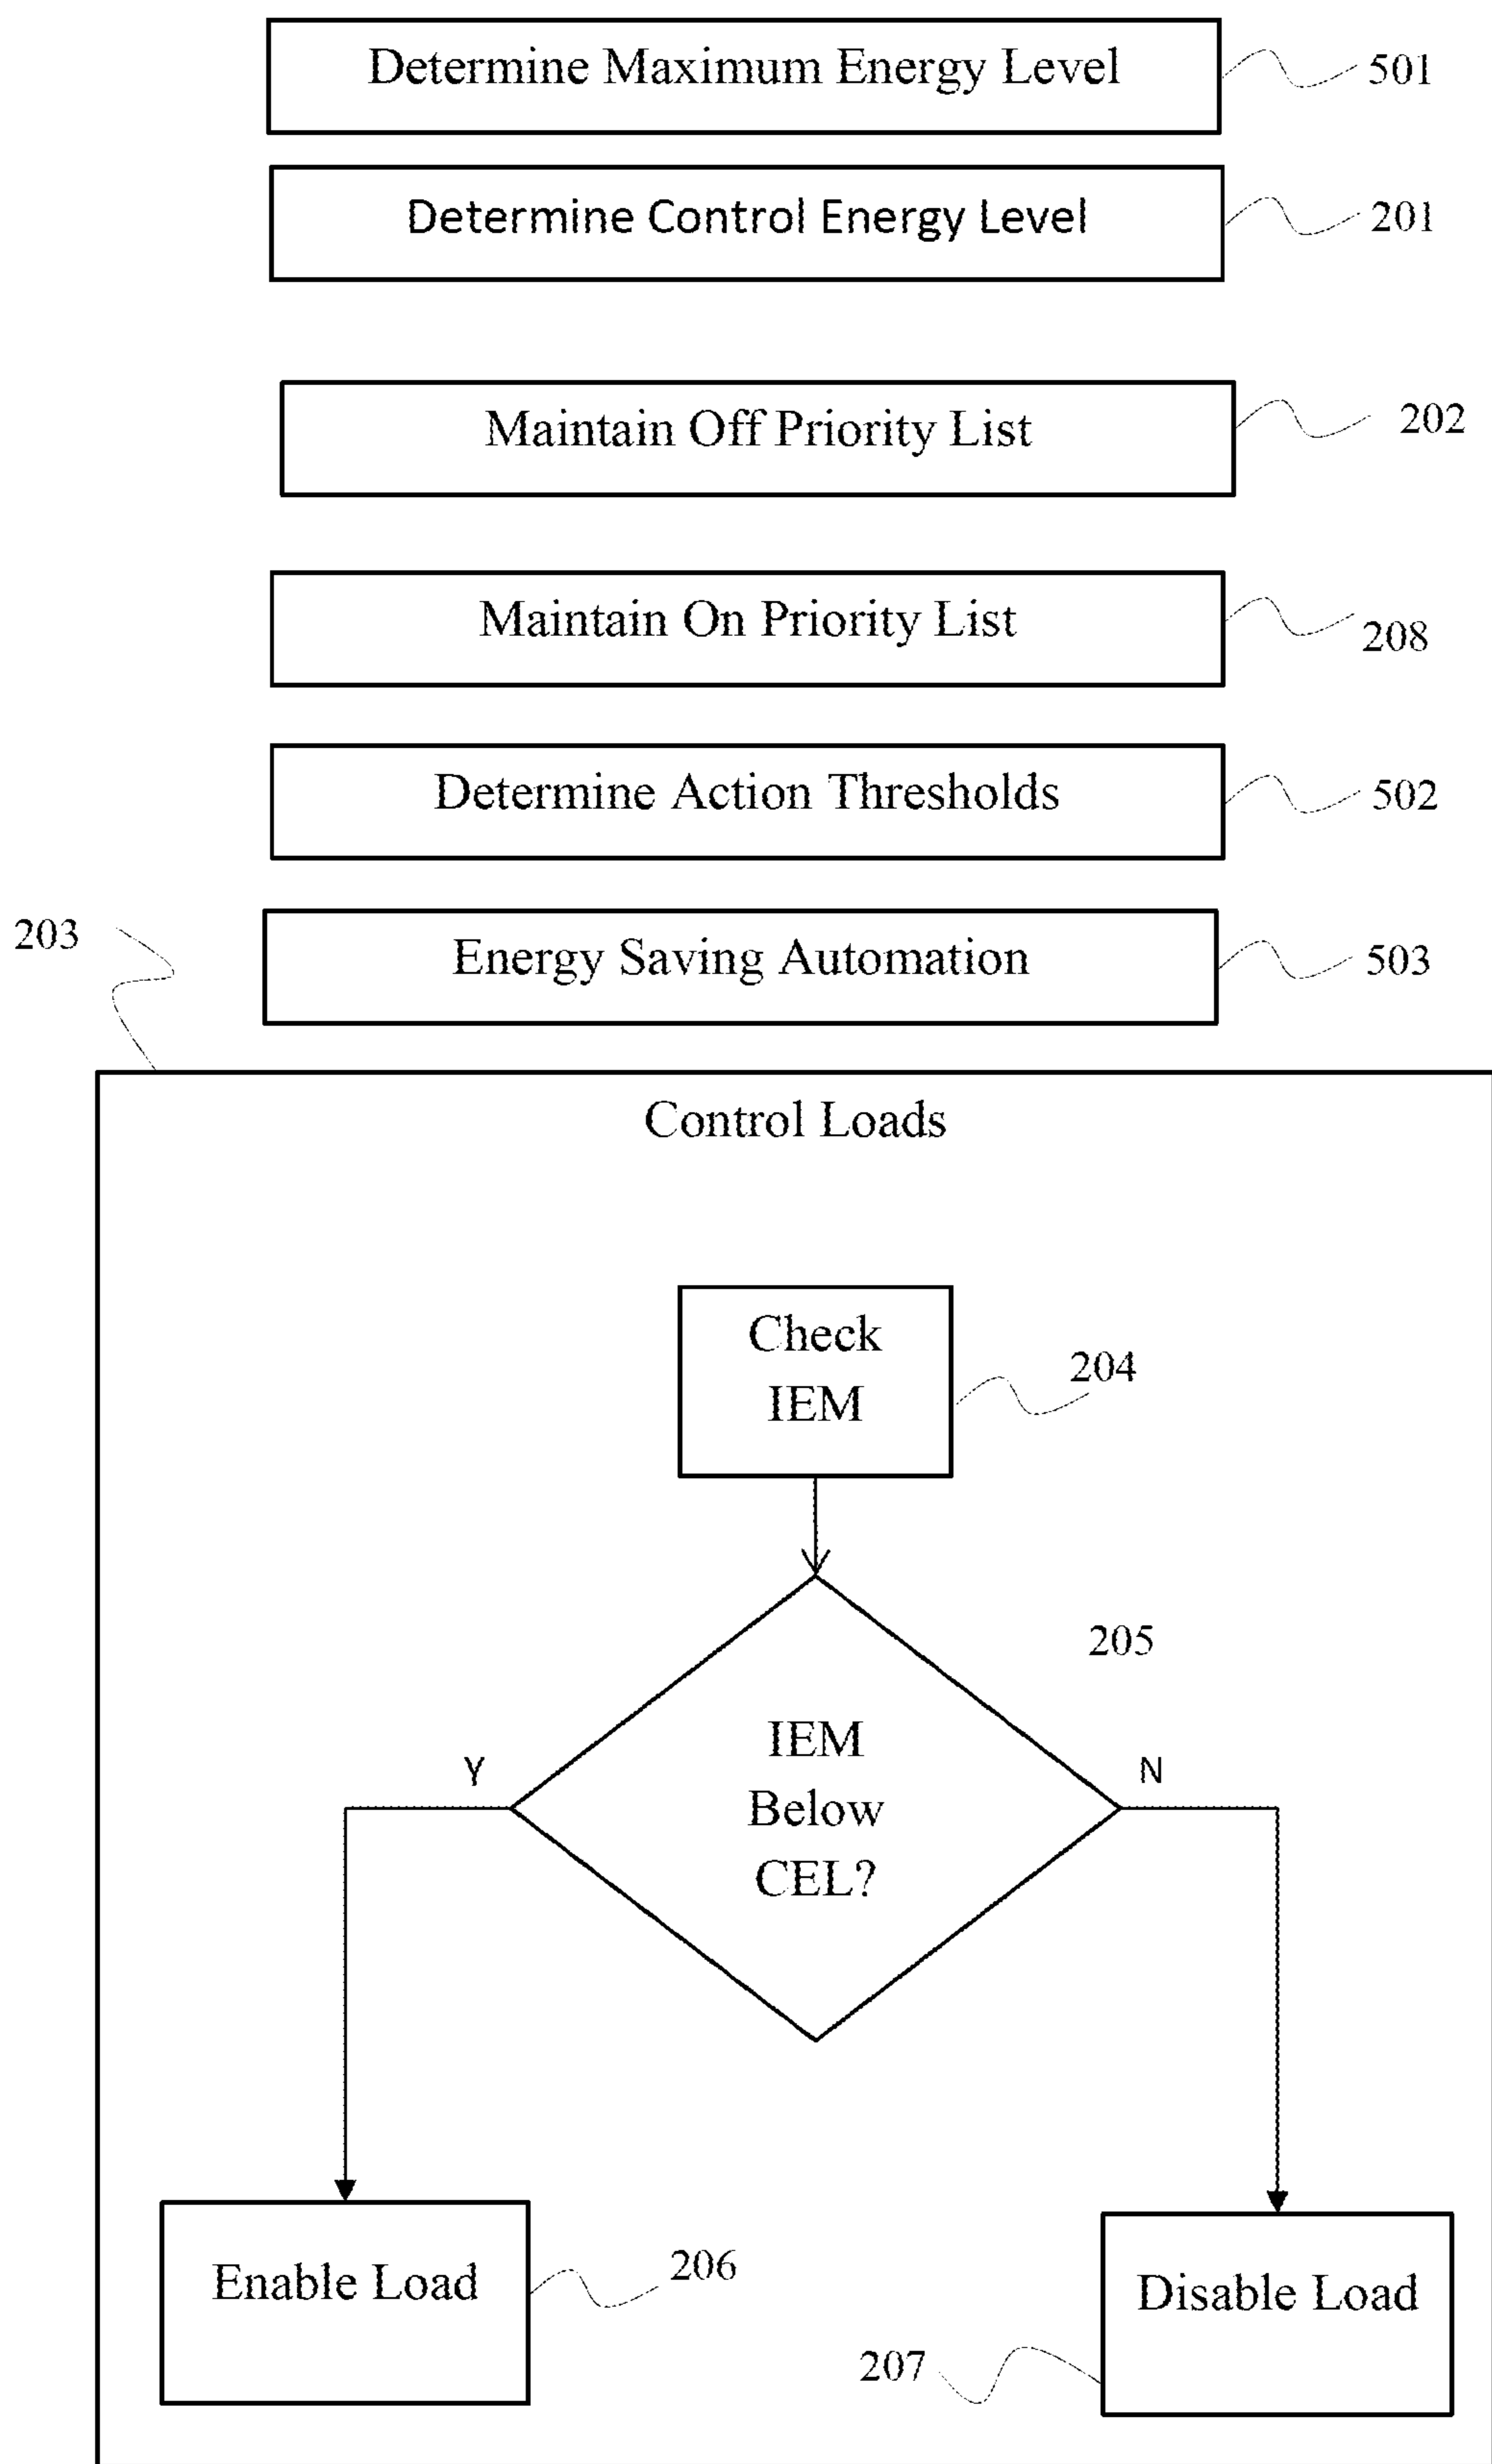 Determine Maximum Energy Level
501
Determine Control Energy Level
201
Maintain Off Priority List
202
Maintain On Priority List
208
Determine Action Thresholds
502
203
Energy Saving Automation
503
Control Loads
Check
IEM
204
205
IEM
Below
CEL?
Y
N
Enable Load
206
Disable Load
207